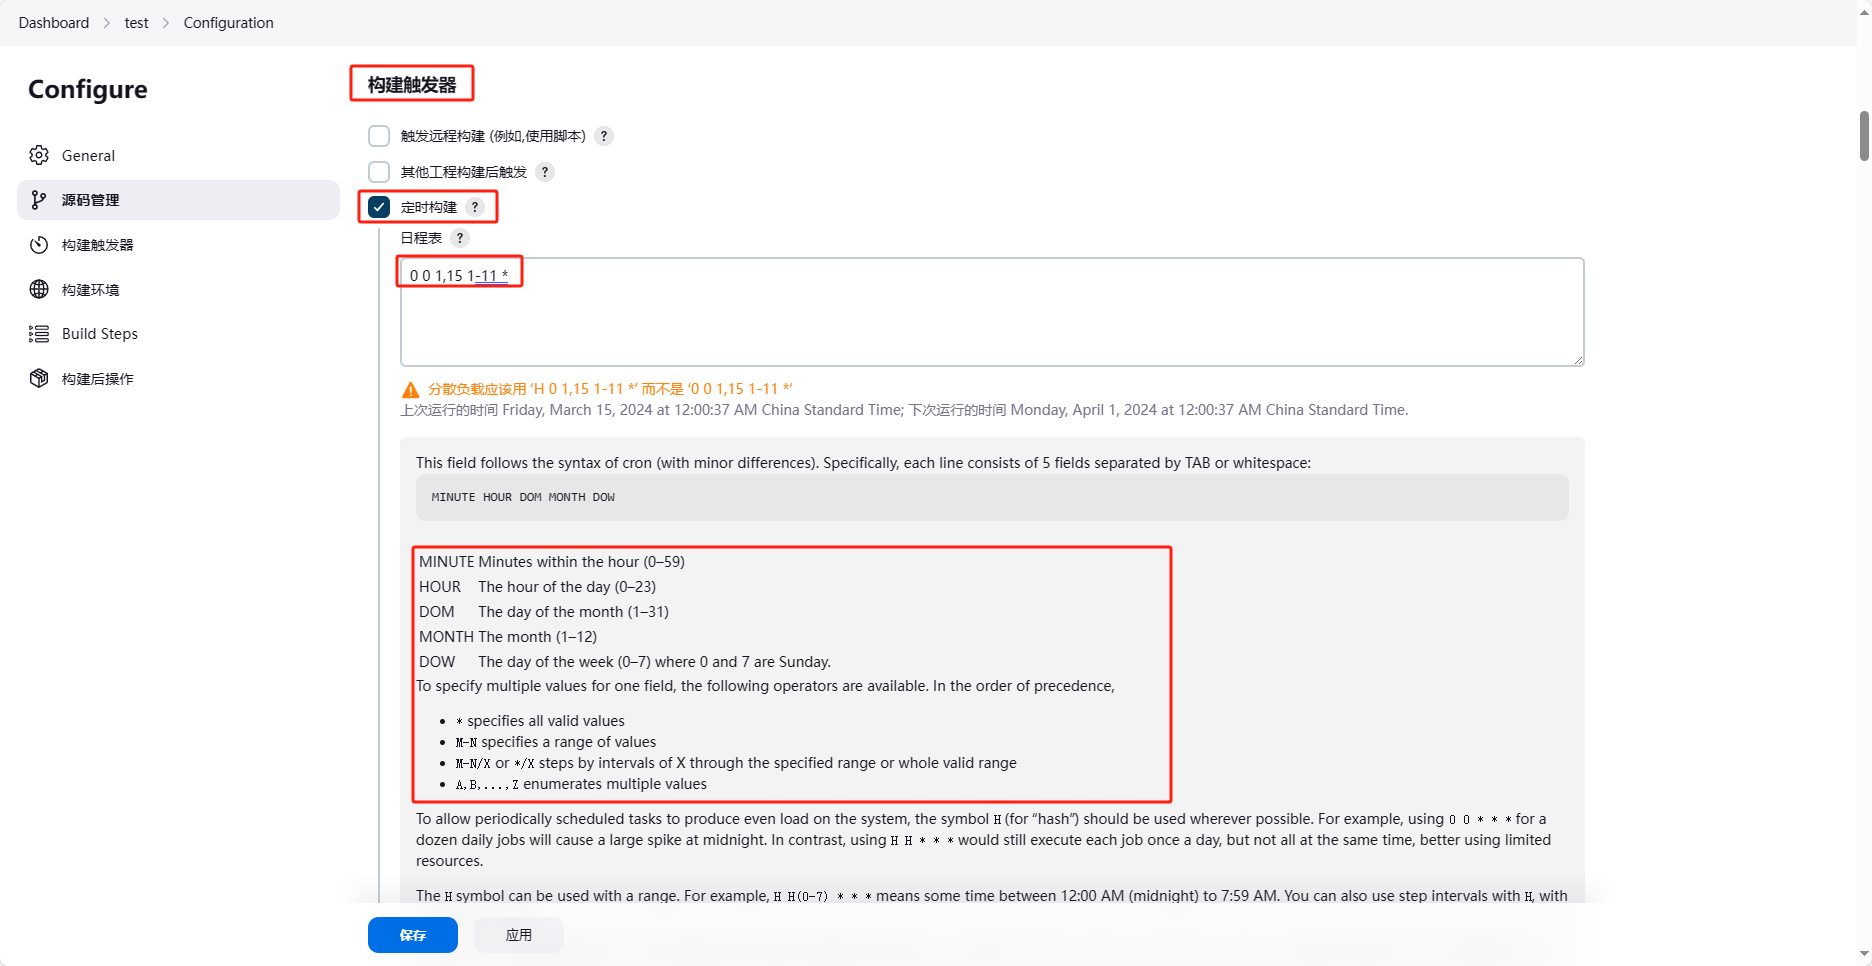 Dashboard > test > Configuration
Configure
General
源码管理
构建触发器
构建环境
Build Steps
构建后操作
构建触发器
触发远程构建 (例如,使用脚本) ?
其他工程构建后触发 ?
定时构建 ?
日程表 ?
0 0 1,15 1-11 *
分散负载应该用 ‘H 0 1,15 1-11 *’ 而不是 ‘0 0 1,15 1-11 *’
上次运行的时间 Friday, March 15, 2024 at 12:00:37 AM China Standard Time; 下次运行的时间 Monday, April 1, 2024 at 12:00:37 AM China Standard Time.
This field follows the syntax of cron (with minor differences). Specifically, each line consists of 5 fields separated by TAB or whitespace:
MINUTE HOUR DOM MONTH DOW
MINUTE Minutes within the hour (0–59)
HOUR The hour of the day (0–23)
DOM The day of the month (1–31)
MONTH The month (1–12)
DOW The day of the week (0–7) where 0 and 7 are Sunday.
To specify multiple values for one field, the following operators are available. In the order of precedence,
• * specifies all valid values
• M-N specifies a range of values
• M-N/X or */X steps by intervals of X through the specified range or whole valid range
• A,B,...,Z enumerates multiple values
To allow periodically scheduled tasks to produce even load on the system, the symbol H (for “hash”) should be used wherever possible. For example, using 0 0 * * * for a
dozen daily jobs will cause a large spike at midnight. In contrast, using H H * * * would still execute each job once a day, but not all at the same time, better using limited
resources.
The H symbol can be used with a range. For example, H H(0-7) * * * means some time between 12:00 AM (midnight) to 7:59 AM. You can also use step intervals with H, with
保存
应用